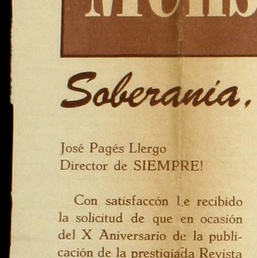 Soberanía.
José Pagés Llergo
Director de SIEMPRE!
Con satisfaccón l.e recibido
la solicitud de que en ocasión
del X Aniversario de la publi-
cación de la prestigiada Revista